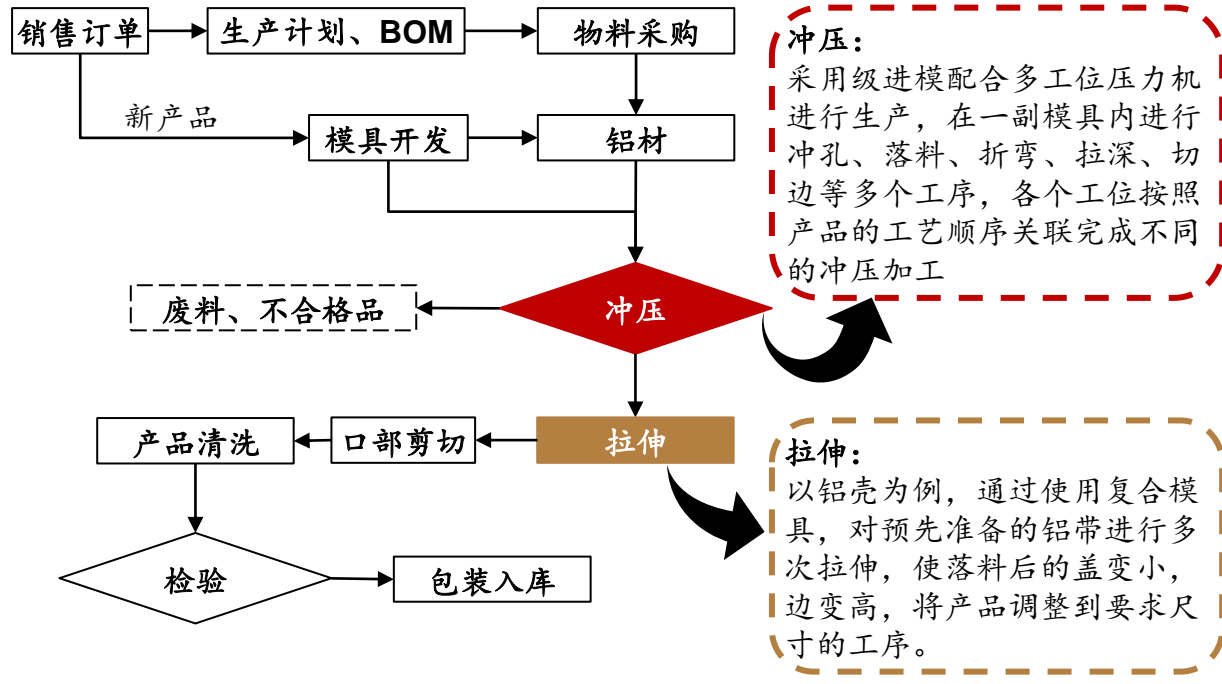 销售订单
生产计划、BOM
物料采购
新产品
模具开发
铝材
冲压
废料、不合格品
拉伸
口部剪切
产品清洗
检验
包装入库
冲压：
采用级进模配合多工位压力机
进行生产，在一副模具内进行
冲孔、落料、折弯、拉深、切
边等多个工序，各个工位按照
产品的工艺顺序关联完成不同
的冲压加工
拉伸：
以铝壳为例，通过使用复合模
具，对预先准备的铝带进行多
次拉伸，使落料后的盖变小，
边变高，将产品调整到要求尺
寸的工序。